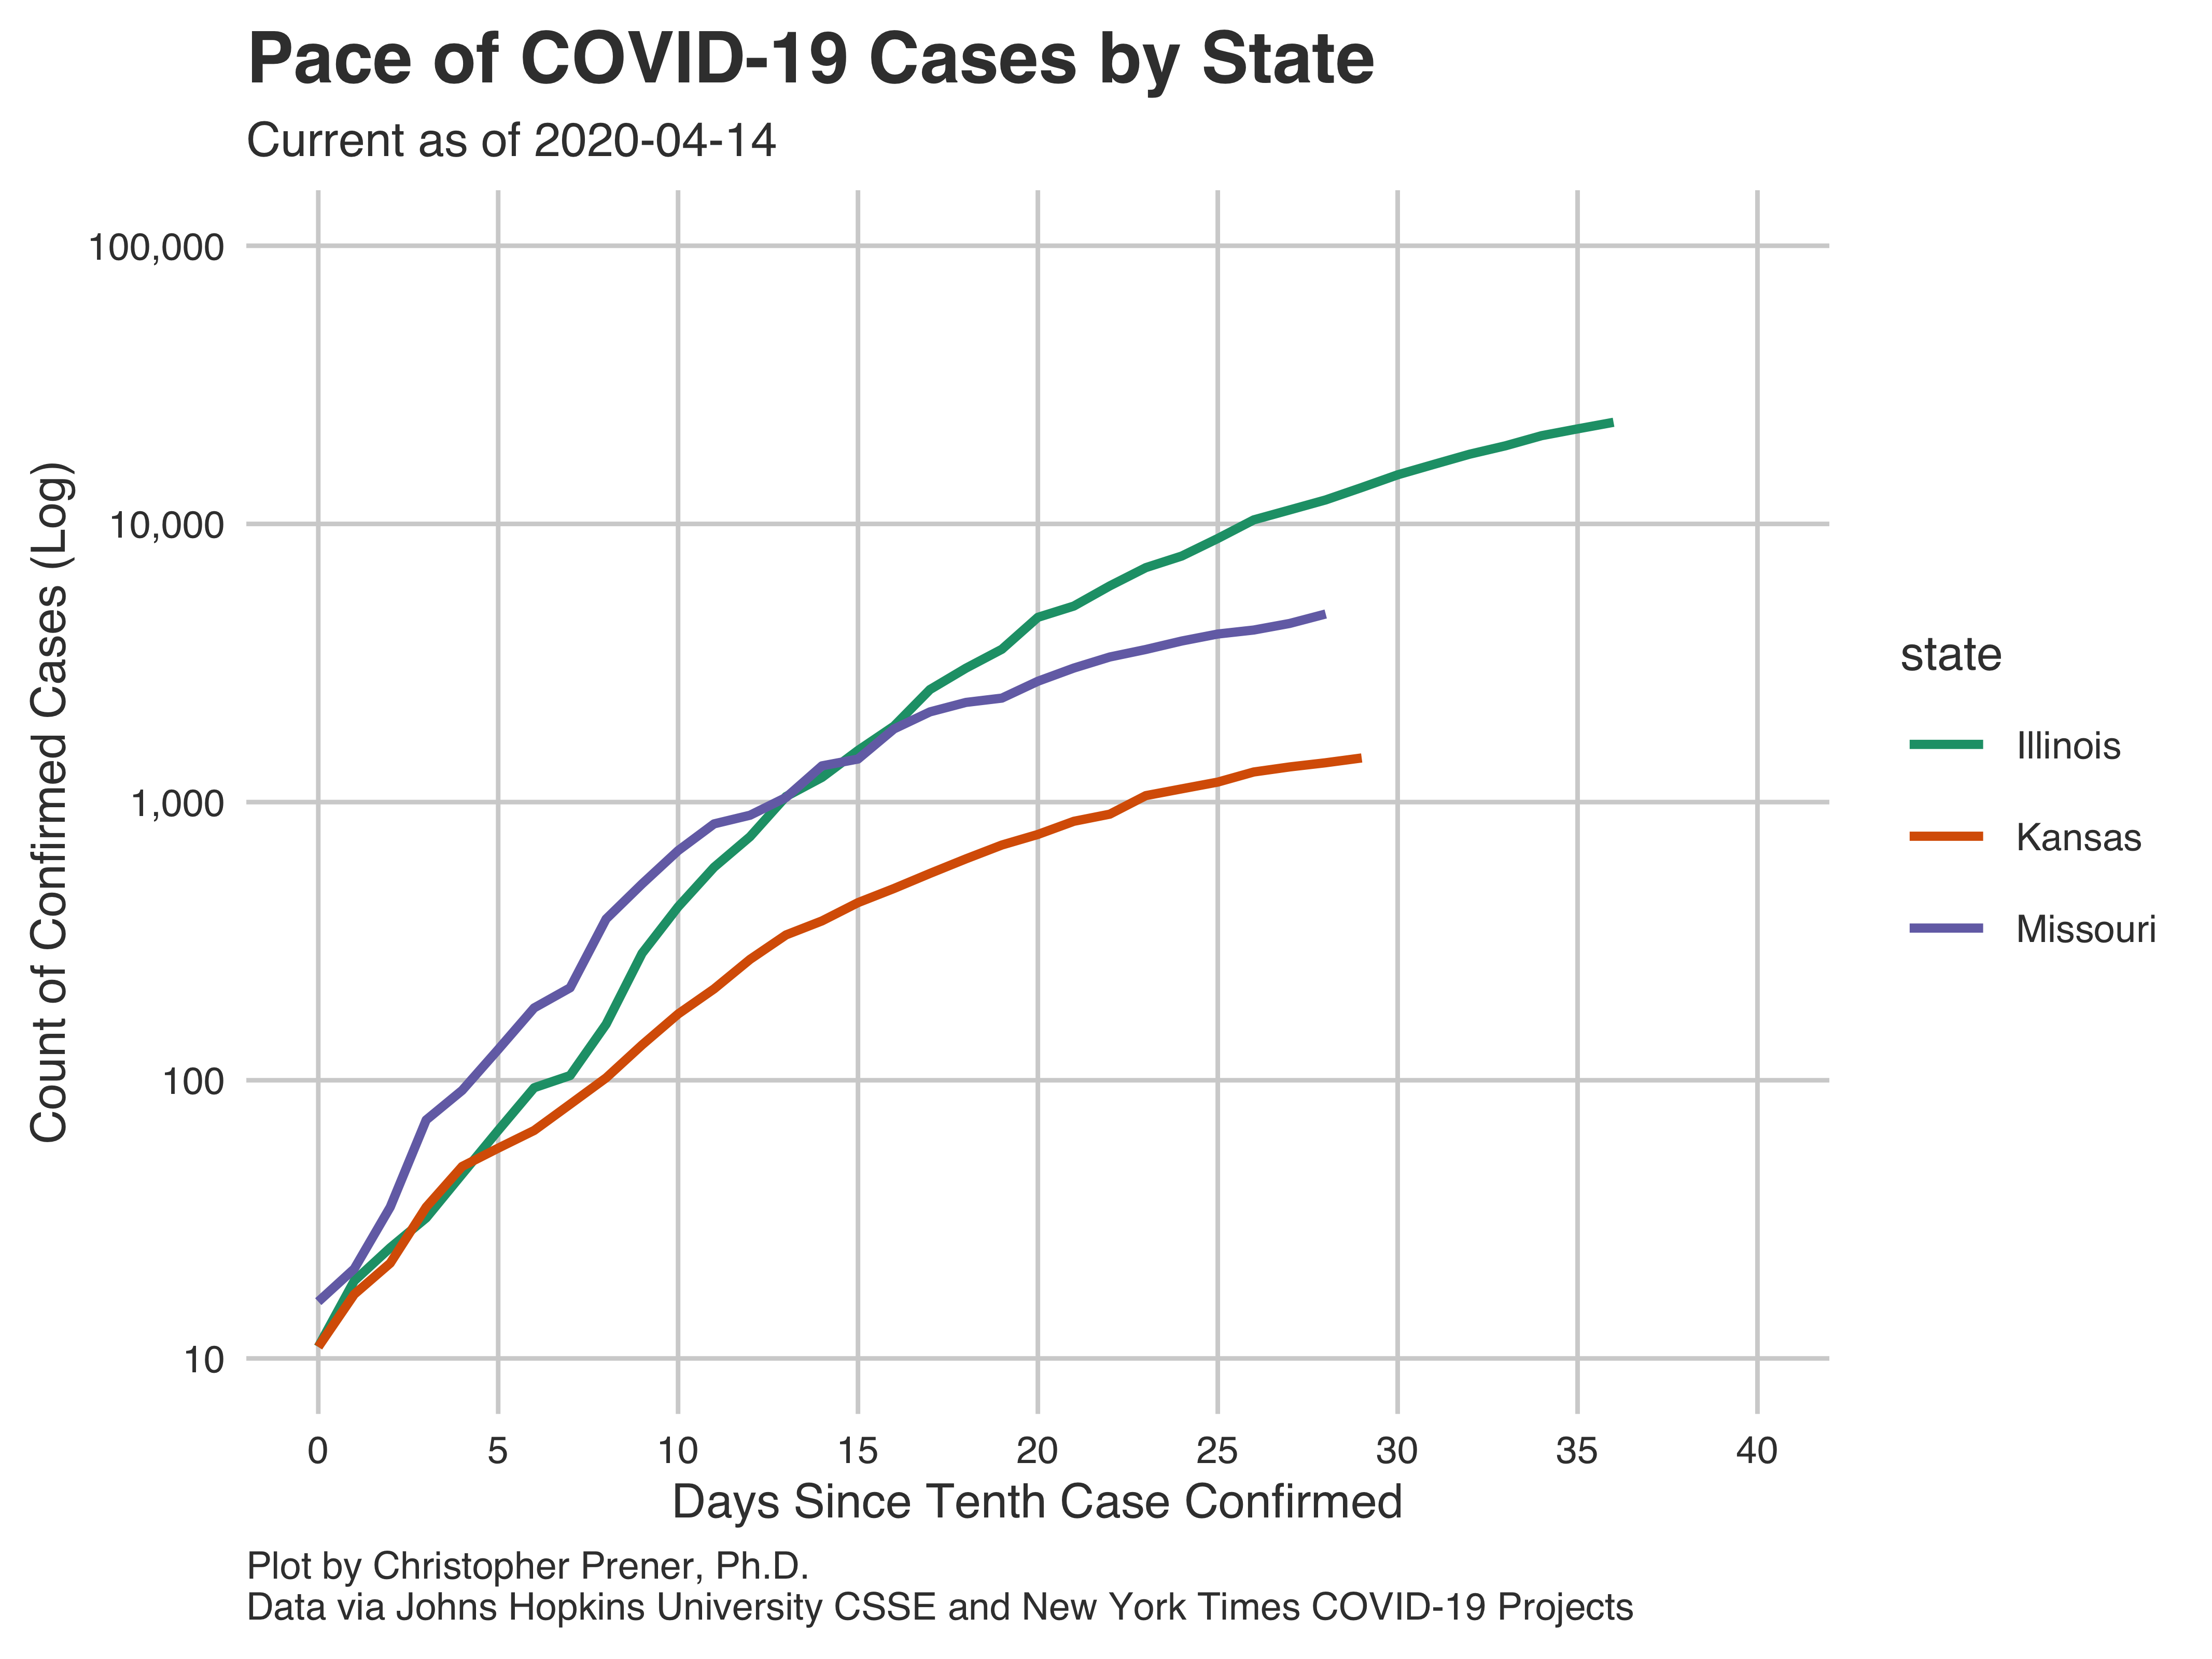 Pace of COVID-19 Cases by State
Current as of 2020-04-14
Count of Confirmed Cases (Log)
100,000
10,000
1,000
100
10
0 5 10 15 20 25 30 35 40
Days Since Tenth Case Confirmed
state
Illinois
Kansas
Missouri
Plot by Christopher Prener, Ph.D.
Data via Johns Hopkins University CSSE and New York Times COVID-19 Projects